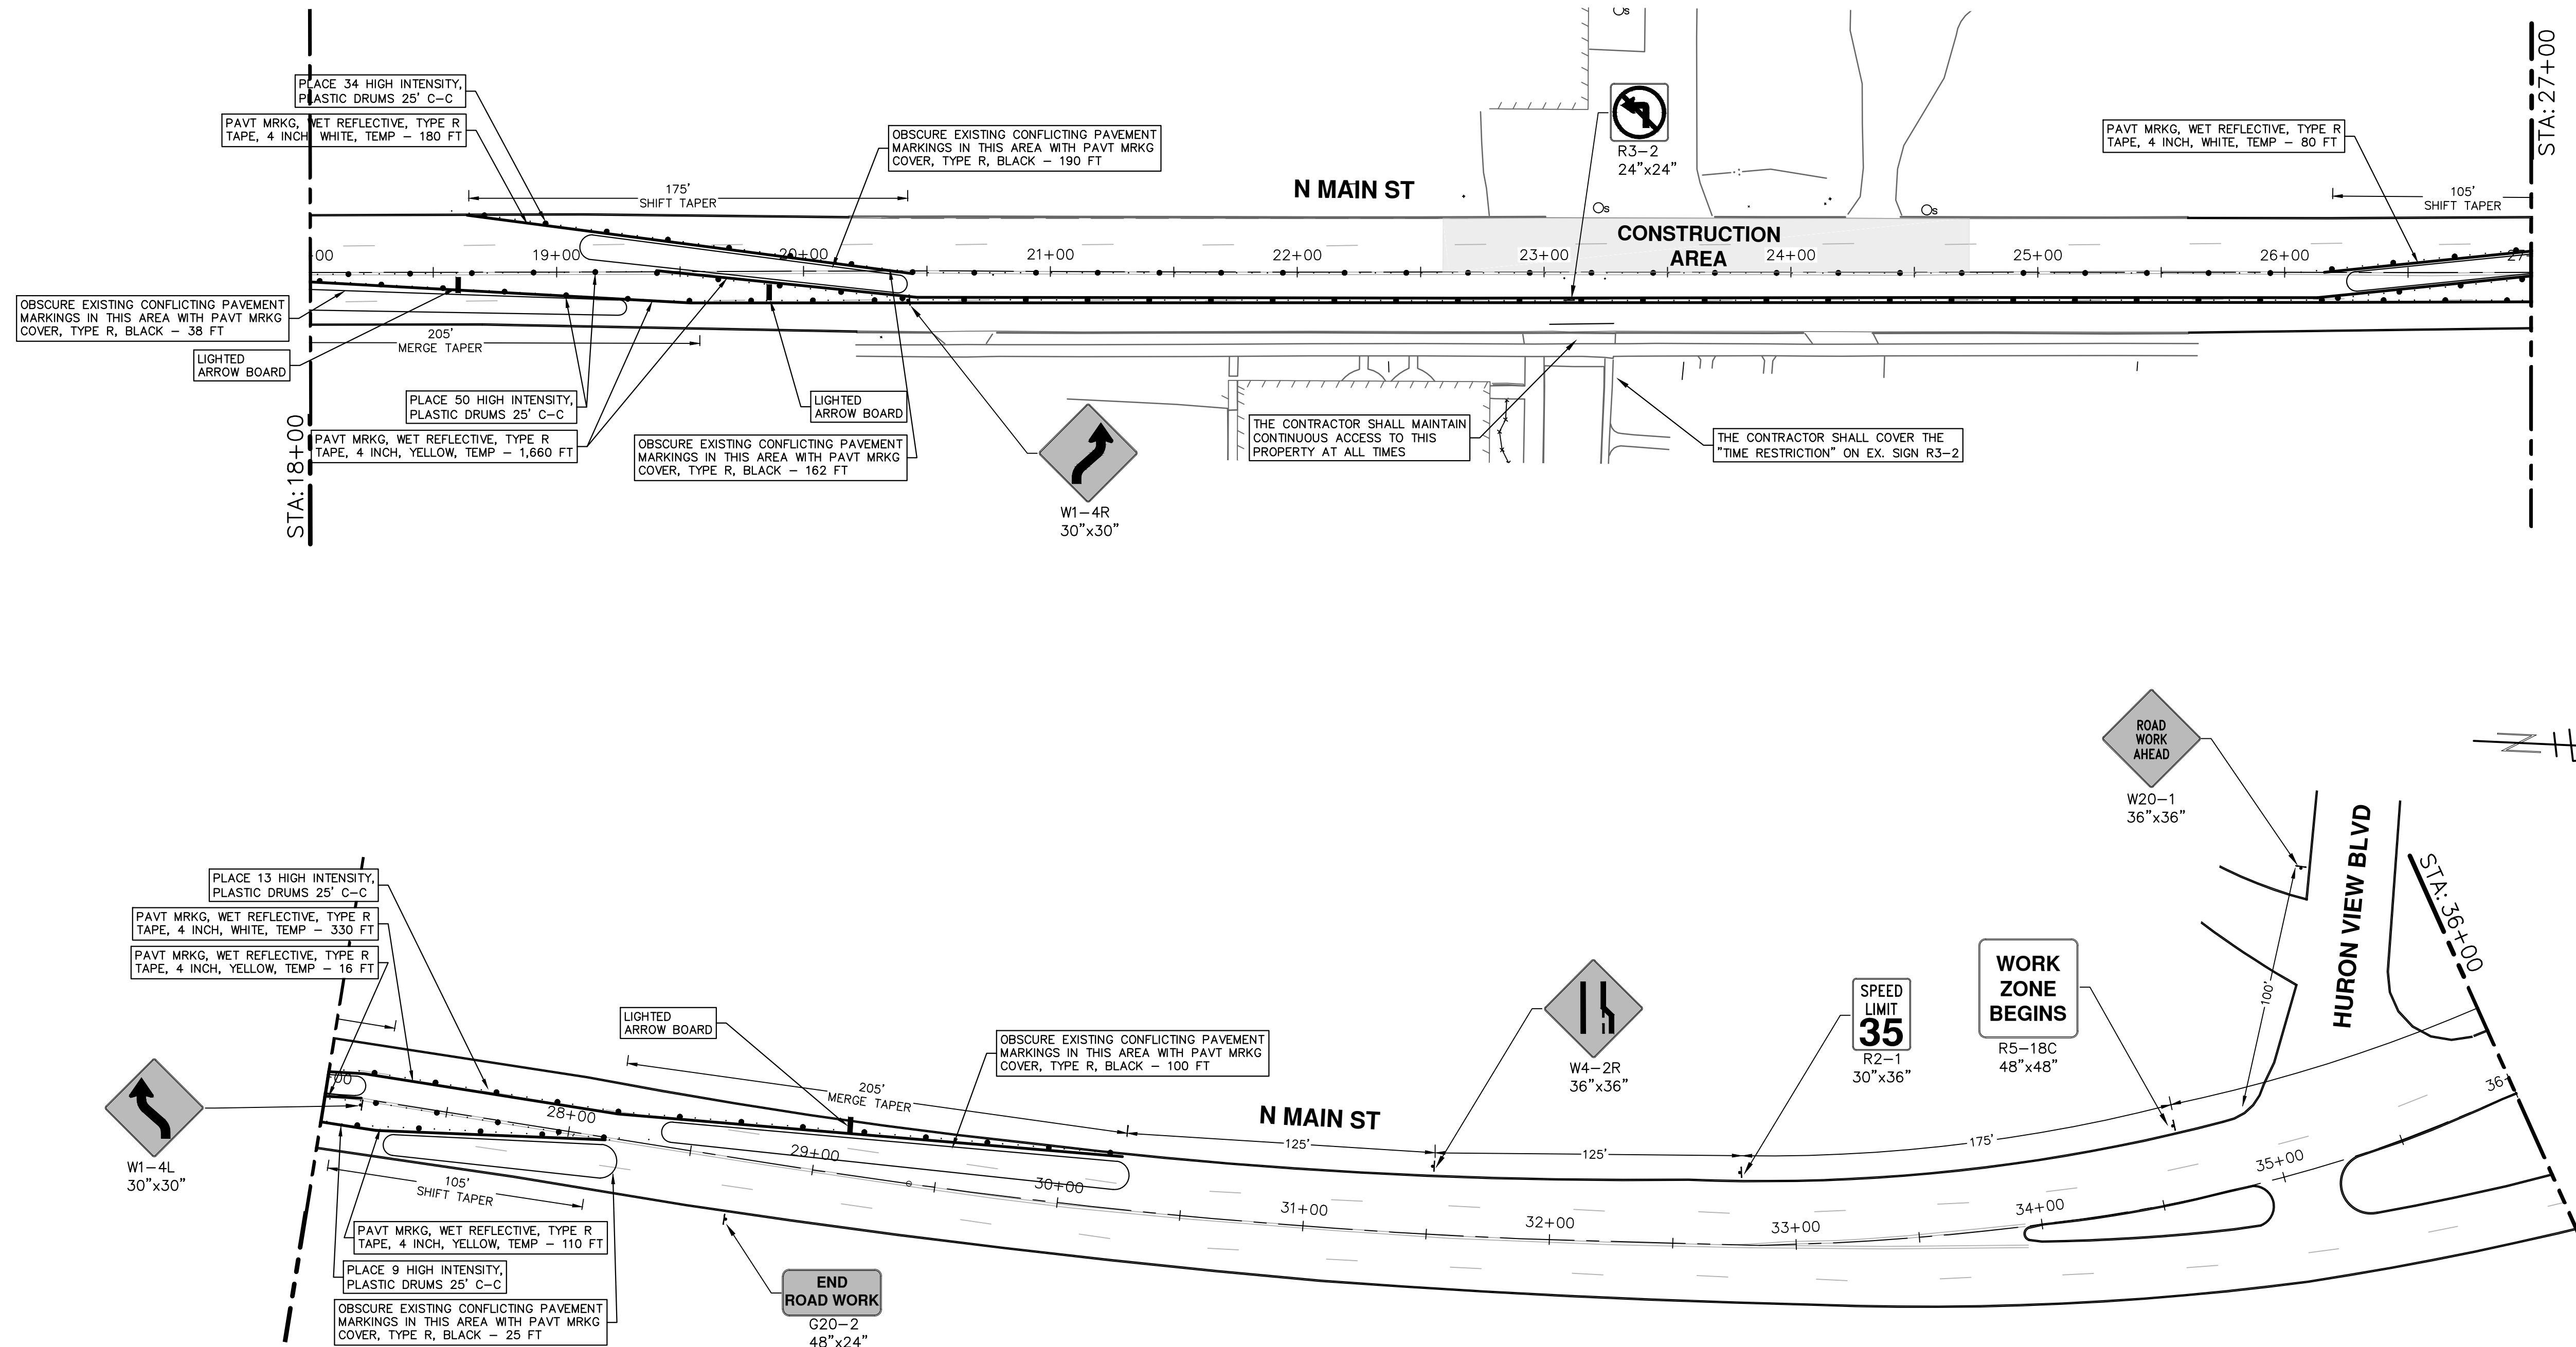 STA:18+00
STA:27+00
PLACE 34 HIGH INTENSITY,
PLASTIC DRUMS 25' C-C
PAVT MRKG, WET REFLECTIVE, TYPE R
TAPE, 4 INCH, WHITE, TEMP - 180 FT
OBSCURE EXISTING CONFLICTING PAVEMENT
MARKINGS IN THIS AREA WITH PAVT MRKG
COVER, TYPE R, BLACK - 190 FT
R3-2
24"x24"
PAVT MRKG, WET REFLECTIVE, TYPE R
TAPE, 4 INCH, WHITE, TEMP - 80 FT
175'
SHIFT TAPER
N MAIN ST
105'
SHIFT TAPER
S
S
S
CONSTRUCTION
AREA
00
19+00
20+00
21+00
22+00
23+00
24+00
25+00
26+00
27
OBSCURE EXISTING CONFLICTING PAVEMENT
MARKINGS IN THIS AREA WITH PAVT MRKG
COVER, TYPE R, BLACK - 38 FT
205'
MERGE TAPER
LIGHTED
ARROW BOARD
PLACE 50 HIGH INTENSITY,
PLASTIC DRUMS 25' C-C
LIGHTED
ARROW BOARD
PAVT MRKG, WET REFLECTIVE, TYPE R
TAPE, 4 INCH, YELLOW, TEMP - 1,660 FT
OBSCURE EXISTING CONFLICTING PAVEMENT
MARKINGS IN THIS AREA WITH PAVT MRKG
COVER, TYPE R, BLACK - 162 FT
W1-4R
30"x30"
THE CONTRACTOR SHALL MAINTAIN
CONTINUOUS ACCESS TO THIS
PROPERTY AT ALL TIMES
THE CONTRACTOR SHALL COVER THE
"TIME RESTRICTION" ON EX. SIGN R3-2
ROAD
WORK
AHEAD
W20-1
36"x36"
N
HURON VIEW BLVD
STA: 36+00
PLACE 13 HIGH INTENSITY,
PLASTIC DRUMS 25' C-C
PAVT MRKG, WET REFLECTIVE, TYPE R
TAPE, 4 INCH, WHITE, TEMP - 330 FT
PAVT MRKG, WET REFLECTIVE, TYPE R
TAPE, 4 INCH, YELLOW, TEMP - 16 FT
LIGHTED
ARROW BOARD
OBSCURE EXISTING CONFLICTING PAVEMENT
MARKINGS IN THIS AREA WITH PAVT MRKG
COVER, TYPE R, BLACK - 100 FT
W4-2R
36"x36"
SPEED
LIMIT
35
R2-1
30"x36"
WORK
ZONE
BEGINS
R5-18C
48"x48"
100'
205'
MERGE TAPER
N MAIN ST
125'
125'
175'
W1-4L
30"x30"
00
28+00
29+00
30+00
31+00
32+00
33+00
34+00
35+00
36+
105'
SHIFT TAPER
PAVT MRKG, WET REFLECTIVE, TYPE R
TAPE, 4 INCH, YELLOW, TEMP - 110 FT
PLACE 9 HIGH INTENSITY,
PLASTIC DRUMS 25' C-C
OBSCURE EXISTING CONFLICTING PAVEMENT
MARKINGS IN THIS AREA WITH PAVT MRKG
COVER, TYPE R, BLACK - 25 FT
END
ROAD WORK
G20-2
48"x24"